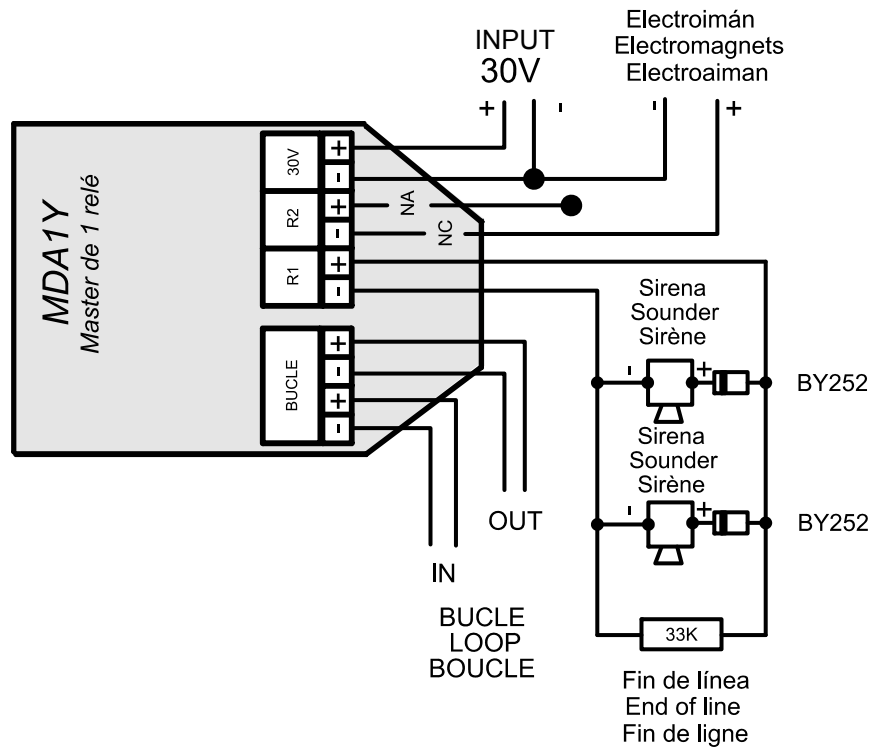 INPUT
30V
+ -
Electroimán
Electromagnets
Electroaiman
- +
MDA1Y
Master de 1 relé
30V
+
-
R2
+
-
NA
NC
R1
+
-
BUCLE
+
-
+
-
OUT
IN
BUCLE
LOOP
BOUCLE
Sirena
Sounder
Sirène
- +
BY252
Sirena
Sounder
Sirène
- +
BY252
33K
Fin de línea
End of line
Fin de ligne